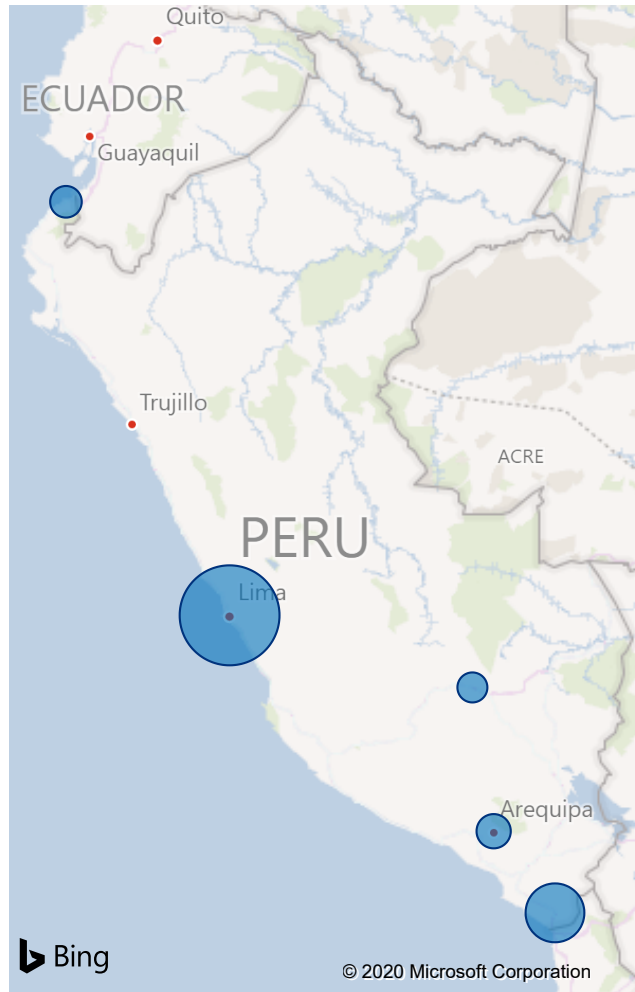 Quito
ECUADOR
Guayaquil
Trujillo
ACRE
PERU
Lima
Arequipa
Bing
© 2020 Microsoft Corporation